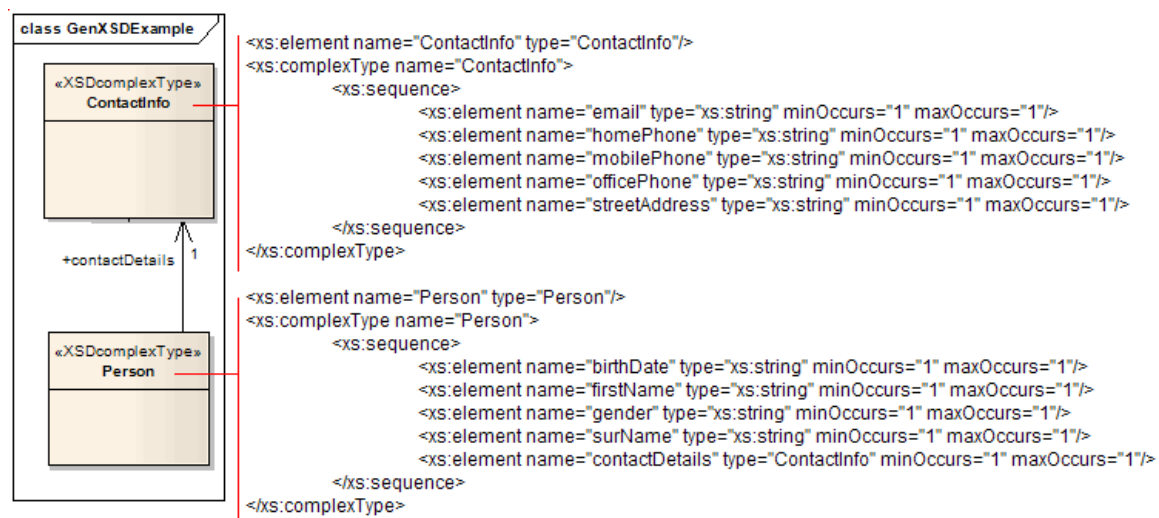 class GenXSDExample
«XSDcomplexType»
ContactInfo
+contactDetails
1
«XSDcomplexType»
Person
<xs:element name="ContactInfo" type="ContactInfo"/>
<xs:complexType name="ContactInfo">
<xs:sequence>
<xs:element name="email" type="xs:string" minOccurs="1" maxOccurs="1"/>
<xs:element name="homePhone" type="xs:string" minOccurs="1" maxOccurs="1"/>
<xs:element name="mobilePhone" type="xs:string" minOccurs="1" maxOccurs="1"/>
<xs:element name="officePhone" type="xs:string" minOccurs="1" maxOccurs="1"/>
<xs:element name="streetAddress" type="xs:string" minOccurs="1" maxOccurs="1"/>
</xs:sequence>
</xs:complexType>
<xs:element name="Person" type="Person"/>
<xs:complexType name="Person">
<xs:sequence>
<xs:element name="birthDate" type="xs:string" minOccurs="1" maxOccurs="1"/>
<xs:element name="firstName" type="xs:string" minOccurs="1" maxOccurs="1"/>
<xs:element name="gender" type="xs:string" minOccurs="1" maxOccurs="1"/>
<xs:element name="surName" type="xs:string" minOccurs="1" maxOccurs="1"/>
<xs:element name="contactDetails" type="ContactInfo" minOccurs="1" maxOccurs="1"/>
</xs:sequence>
</xs:complexType>